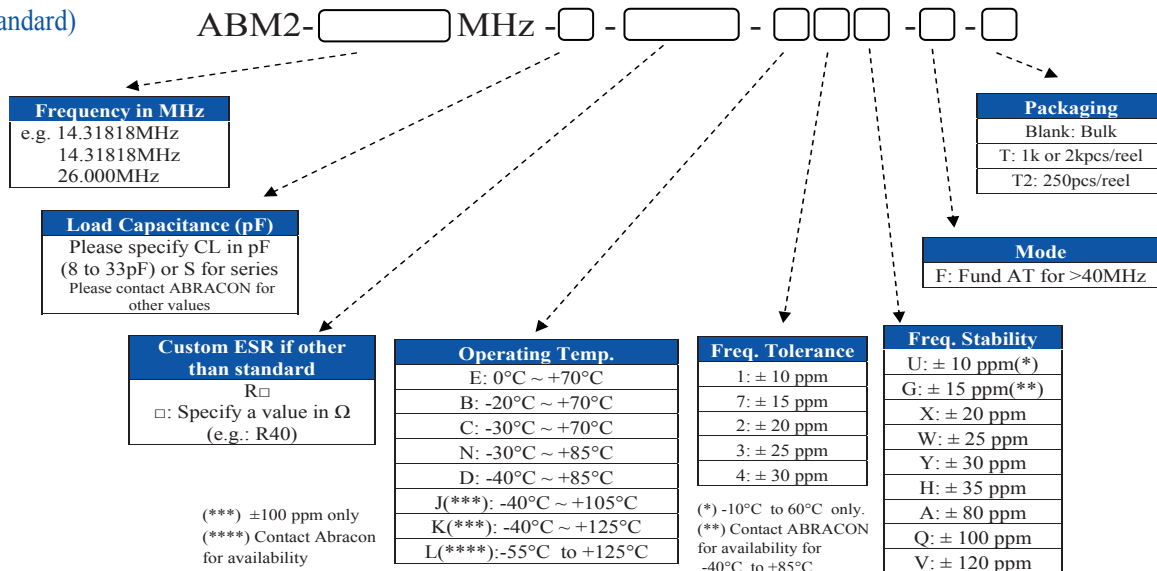 ABM2- MHz - - - - -
Frequency in MHz
e.g. 14.31818MHz
14.31818MHz
26.000MHz
Load Capacitance (pF)
Please specify CL in pF
(8 to 33pF) or S for series
Please contact ABRACON for
other values
Custom ESR if other
than standard
R□
□: Specify a value in Ω
(e.g.: R40)
(***) ±100 ppm only
(****) Contact Abracon
for availability
Operating Temp.
E: 0°C ~ +70°C
B: -20°C ~ +70°C
C: -30°C ~ +70°C
N: -30°C ~ +85°C
D: -40°C ~ +85°C
J(***): -40°C ~ +105°C
K(***): -40°C ~ +125°C
L(****):-55°C to +125°C
Freq. Tolerance
1: ± 10 ppm
7: ± 15 ppm
2: ± 20 ppm
3: ± 25 ppm
4: ± 30 ppm
(*) -10°C to 60°C only.
(**) Contact ABRACON
for availability for
-40°C to +85°C
Freq. Stability
U: ± 10 ppm(*)
G: ± 15 ppm(**)
X: ± 20 ppm
W: ± 25 ppm
Y: ± 30 ppm
H: ± 35 ppm
A: ± 80 ppm
Q: ± 100 ppm
V: ± 120 ppm
Mode
F: Fund AT for >40MHz
Packaging
Blank: Bulk
T: 1k or 2kpcs/reel
T2: 250pcs/reel